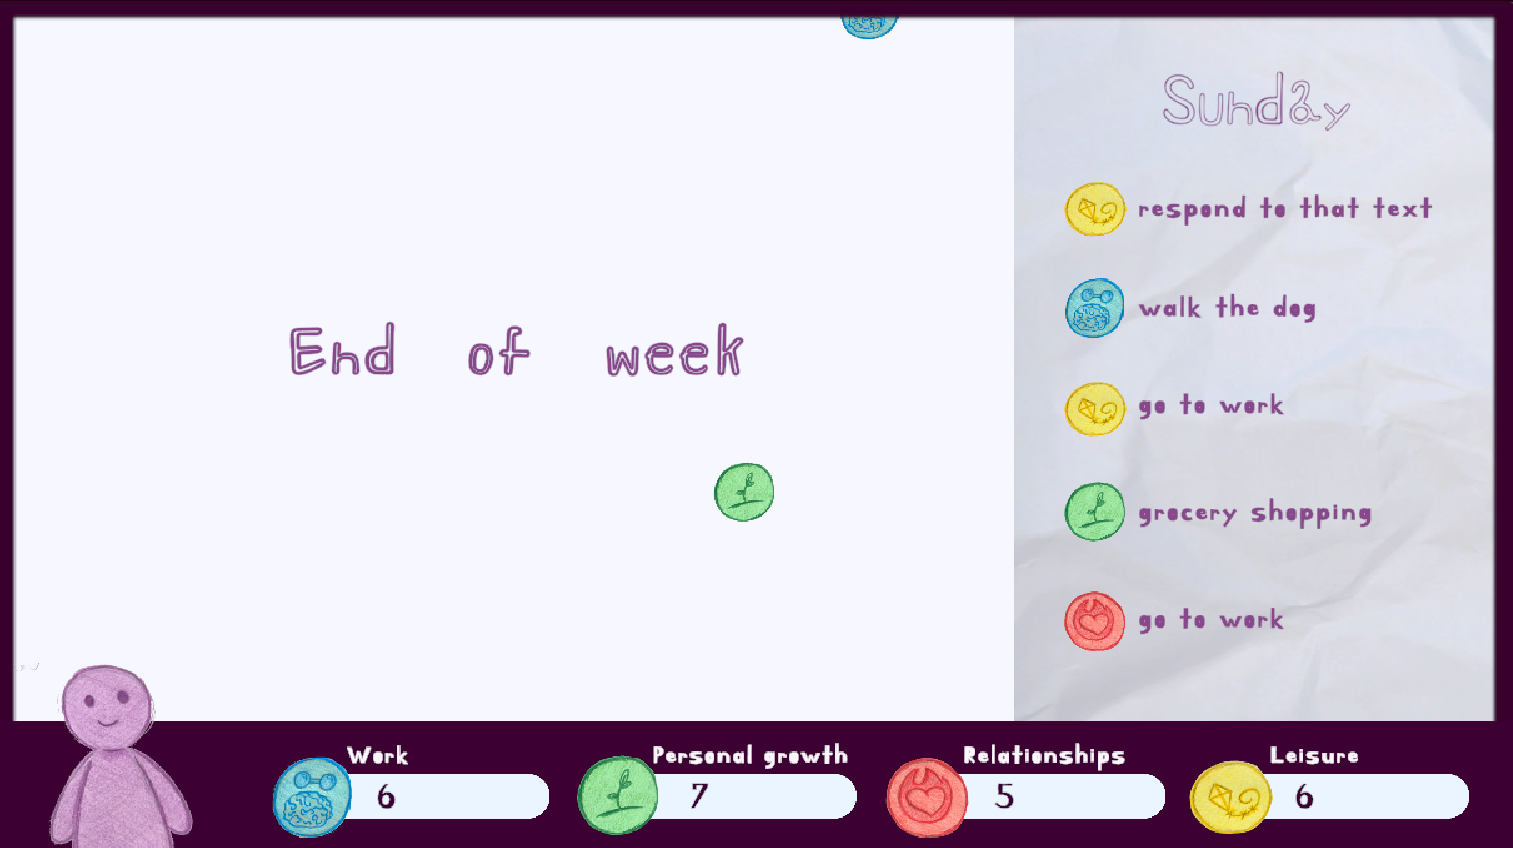 Sunday
respond to that text
walk the dog
go to work
grocery shopping
go to work
End of week
Work
6
Personal growth
7
Relationships
5
Leisure
6